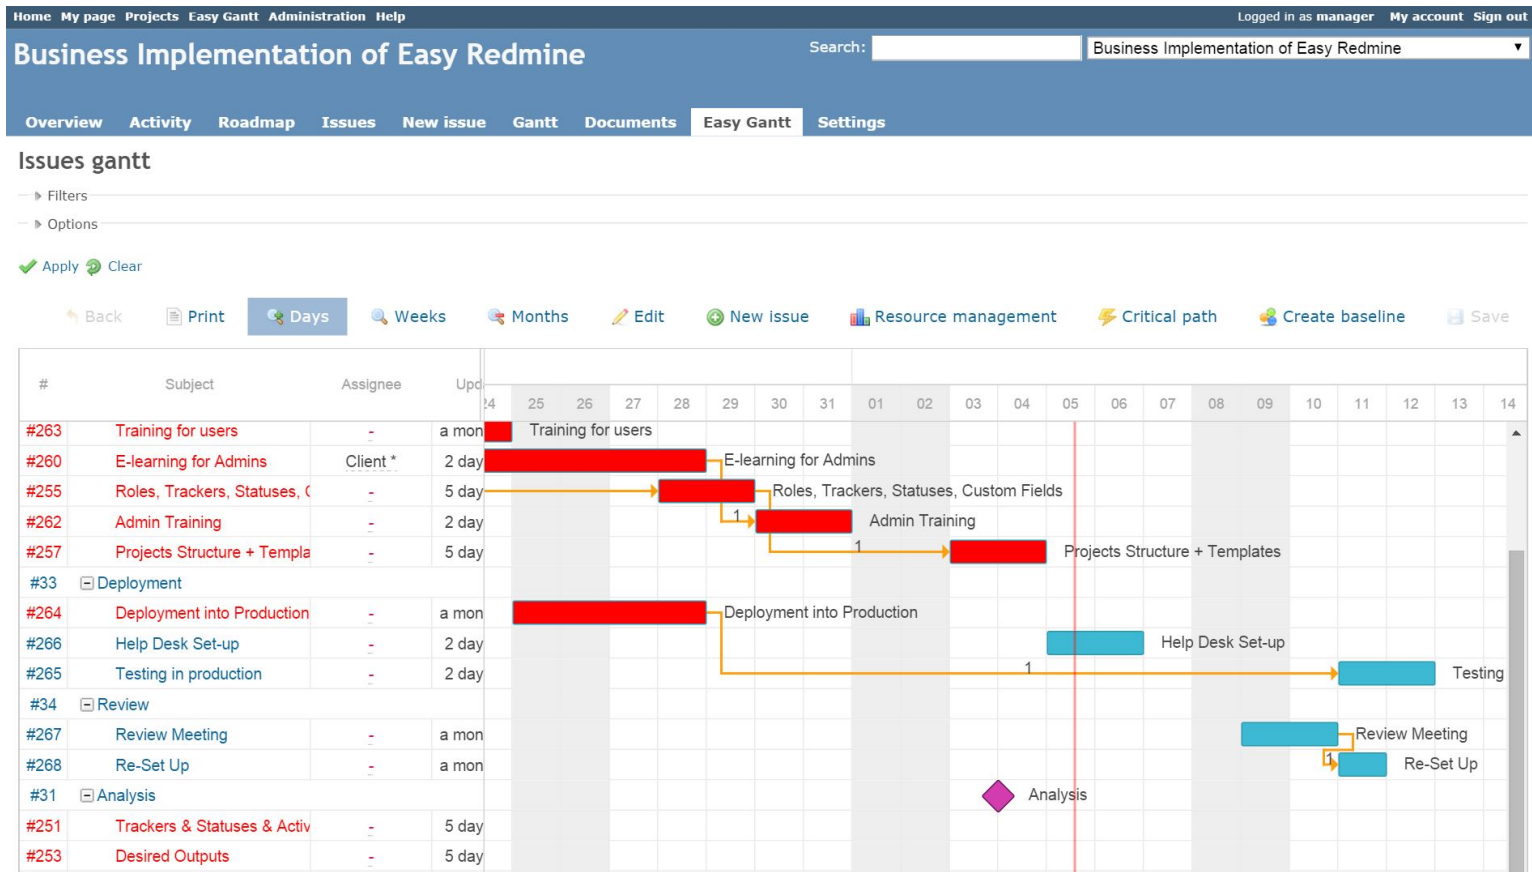 Home My page Projects Easy Gantt Administration Help Logged in as manager My account Sign out
Business Implementation of Easy Redmine Search: Business Implementation of Easy Redmine
Overview Activity Roadmap Issues New issue Gantt Documents Easy Gantt Settings
Issues gantt
Filters
Options
Apply Clear
Back Print Days Weeks Months Edit New issue Resource management Critical path Create baseline Save
# Subject Assignee Upd
24 25 26 27 28 29 30 31 01 02 03 04 05 06 07 08 09 10 11 12 13 14
#263 Training for users - a mon Training for users
#260 E-learning for Admins Client * 2 day E-learning for Admins
#255 Roles, Trackers, Statuses, C - 5 day Roles, Trackers, Statuses, Custom Fields
#262 Admin Training - 2 day 1 Admin Training
#257 Projects Structure + Templa - 5 day 1 Projects Structure + Templates
#33 Deployment
#264 Deployment into Production - a mon Deployment into Production
#266 Help Desk Set-up - 2 day Help Desk Set-up
#265 Testing in production - 2 day 1 Testing
#34 Review
#267 Review Meeting - a mon Review Meeting
#268 Re-Set Up - a mon 1 Re-Set Up
#31 Analysis Analysis
#251 Trackers & Statuses & Activ - 5 day
#253 Desired Outputs - 5 day